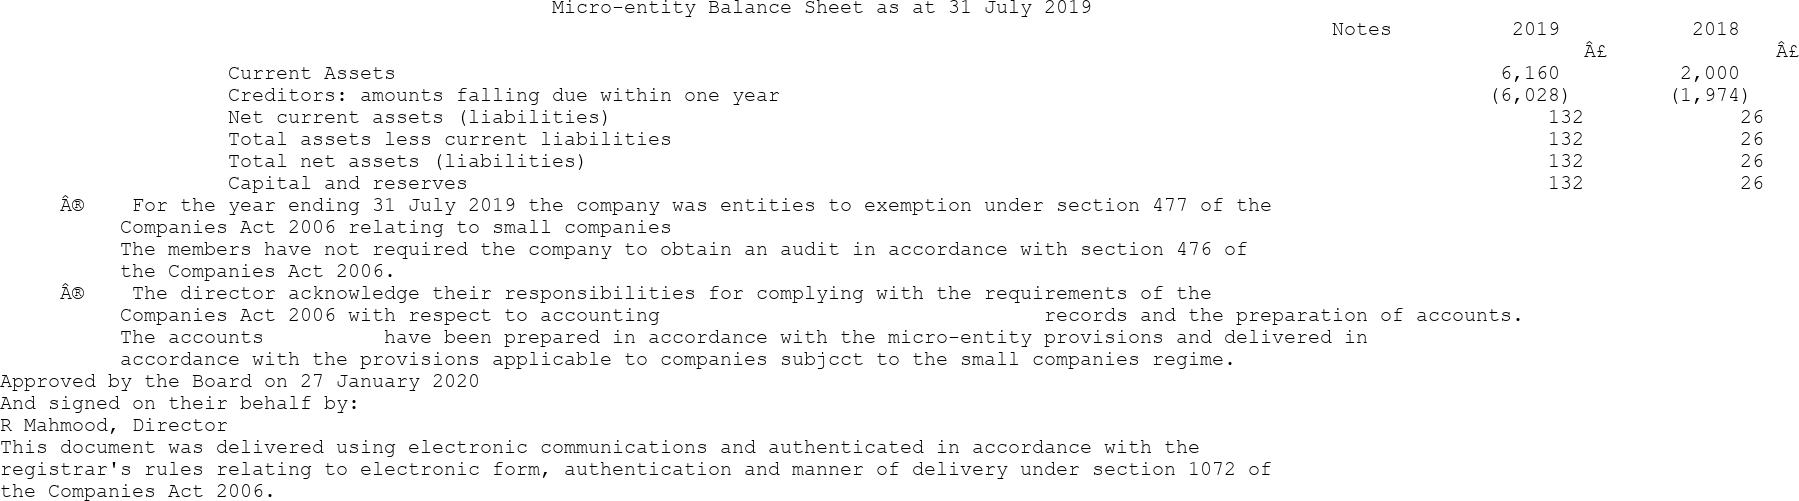 Micro-entity Balance Sheet as at 31 July 2019
Notes 2019 2018
Â£ Â£
Current Assets 6,160 2,000
Creditors: amounts falling due within one year (6,028) (1,974)
Net current assets (liabilities) 132 26
Total assets less current liabilities 132 26
Total net assets (liabilities) 132 26
Capital and reserves 132 26
Â® For the year ending 31 July 2019 the company was entities to exemption under section 477 of the
Companies Act 2006 relating to small companies
The members have not required the company to obtain an audit in accordance with section 476 of
the Companies Act 2006.
Â® The director acknowledge their responsibilities for complying with the requirements of the
Companies Act 2006 with respect to accounting records and the preparation of accounts.
The accounts have been prepared in accordance with the micro-entity provisions and delivered in
accordance with the provisions applicable to companies subjcct to the small companies regime.
Approved by the Board on 27 January 2020
And signed on their behalf by:
R Mahmood, Director
This document was delivered using electronic communications and authenticated in accordance with the
registrar's rules relating to electronic form, authentication and manner of delivery under section 1072 of
the Companies Act 2006.